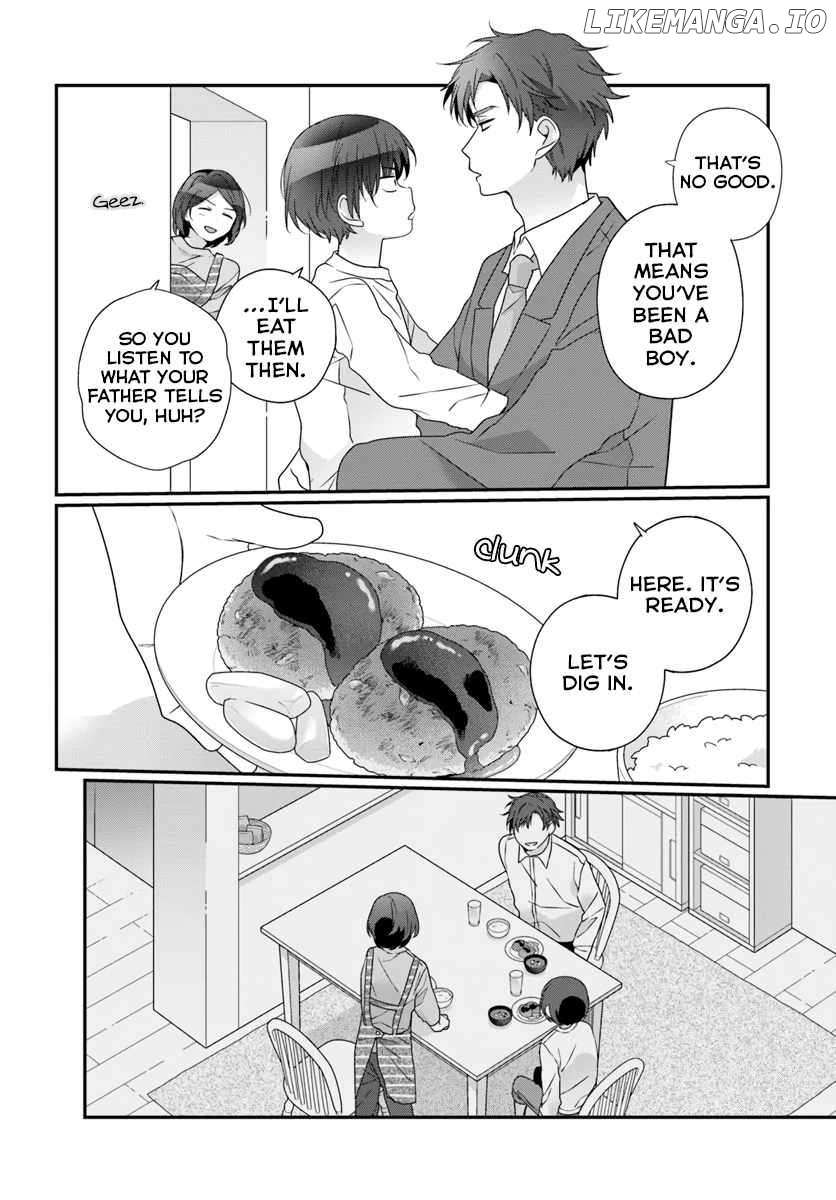 LIKEMANGA.IO
THAT'S
NO GOOD.
THAT
MEANS
YOU'VE
BEEN A
BAD
BOY.
...I'LL
EAT
THEM
THEN.
Geez.
SO YOU
LISTEN TO
WHAT YOUR
FATHER TELLS
YOU, HUH?
HERE. IT'S
READY.
LET'S
DIG IN.
clunk